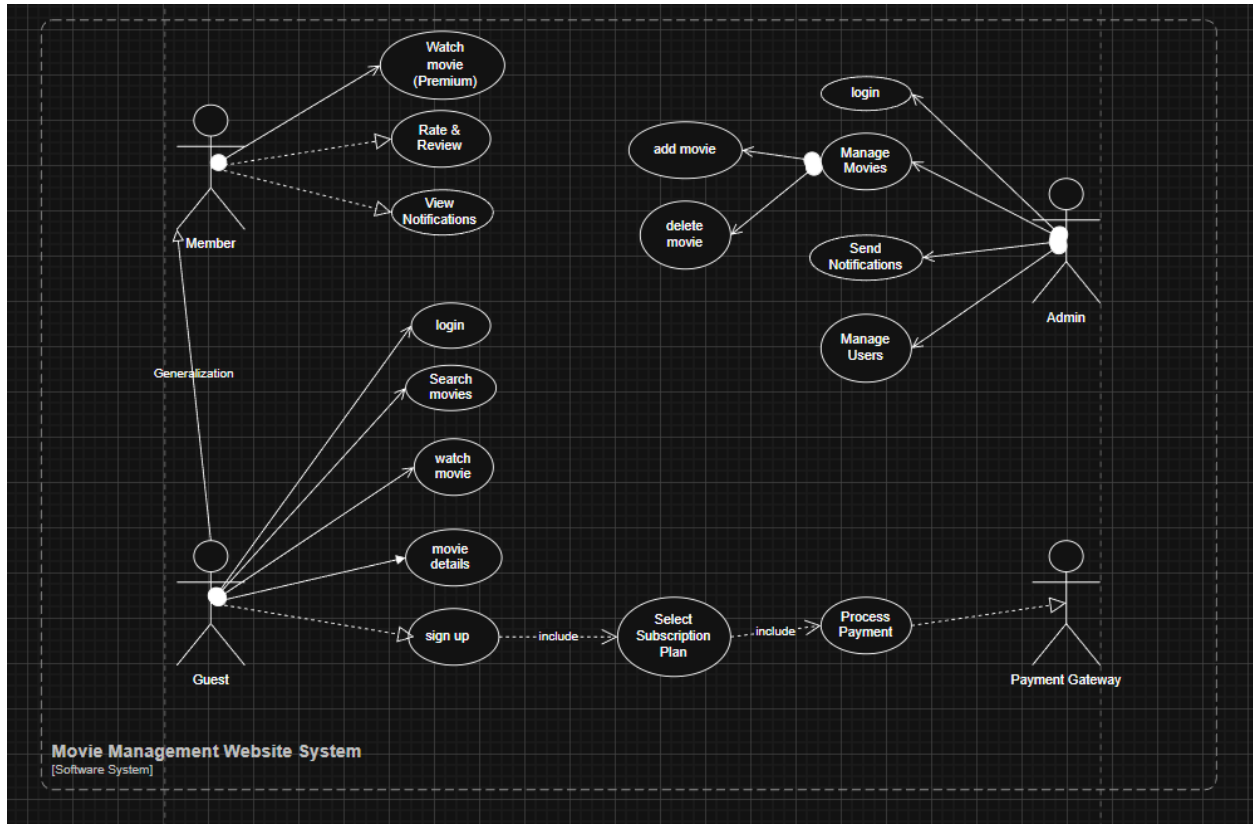 Watch
movie
(Premium)
Rate &
Review
View
Notifications
Member
login
Manage
Movies
add movie
delete
movie
Send
Notifications
Manage
Users
Admin
Generalization
login
Search
movies
watch
movie
movie
details
sign up
include
Select
Subscription
Plan
include
Process
Payment
Guest
Payment Gateway
Movie Management Website System
[Software System]